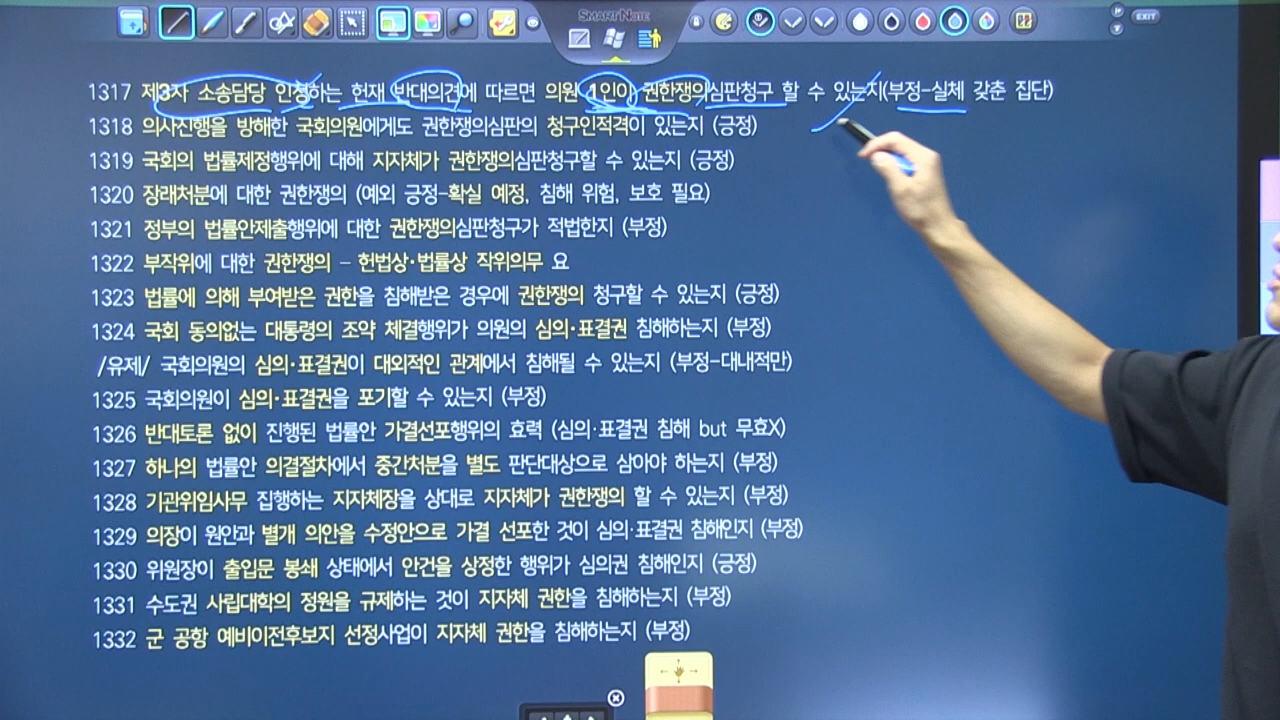 SMARTNOTE
EXIT
1317 제3자 소송담당 인정하는 헌재 반대의견에 따르면 의원 1인이 권한쟁의심판청구 할 수 있는지(부정-실체 갖춘 집단)
1318 의사진행을 방해한 국회의원에게도 권한쟁의심판의 청구인적격이 있는지 (긍정)
1319 국회의 법률제정행위에 대해 지자체가 권한쟁의심판청구할 수 있는지 (긍정)
1320 장래처분에 대한 권한쟁의 (예외 긍정-확실 예정, 침해 위험, 보호 필요)
1321 정부의 법률안제출행위에 대한 권한쟁의심판청구가 적법한지 (부정)
1322 부작위에 대한 권한쟁의 - 헌법상·법률상 작위의무 요
1323 법률에 의해 부여받은 권한을 침해받은 경우에 권한쟁의 청구할 수 있는지 (긍정)
1324 국회 동의없는 대통령의 조약 체결행위가 의원의 심의·표결권 침해하는지 (부정)
/유제/ 국회의원의 심의·표결권이 대외적인 관계에서 침해될 수 있는지 (부정-대내적만)
1325 국회의원이 심의·표결권을 포기할 수 있는지 (부정)
1326 반대토론 없이 진행된 법률안 가결선포행위의 효력 (심의·표결권 침해 but 무효X)
1327 하나의 법률안 의결절차에서 중간처분을 별도 판단대상으로 삼아야 하는지 (부정)
1328 기관위임사무 집행하는 지자체장을 상대로 지자체가 권한쟁의 할 수 있는지 (부정)
1329 의장이 원안과 별개 의안을 수정안으로 가결 선포한 것이 심의·표결권 침해인지 (부정)
1330 위원장이 출입문 봉쇄 상태에서 안건을 상정한 행위가 심의권 침해인지 (긍정)
1331 수도권 사립대학의 정원을 규제하는 것이 지자체 권한을 침해하는지 (부정)
1332 군 공항 예비이전후보지 선정사업이 지자체 권한을 침해하는지 (부정)